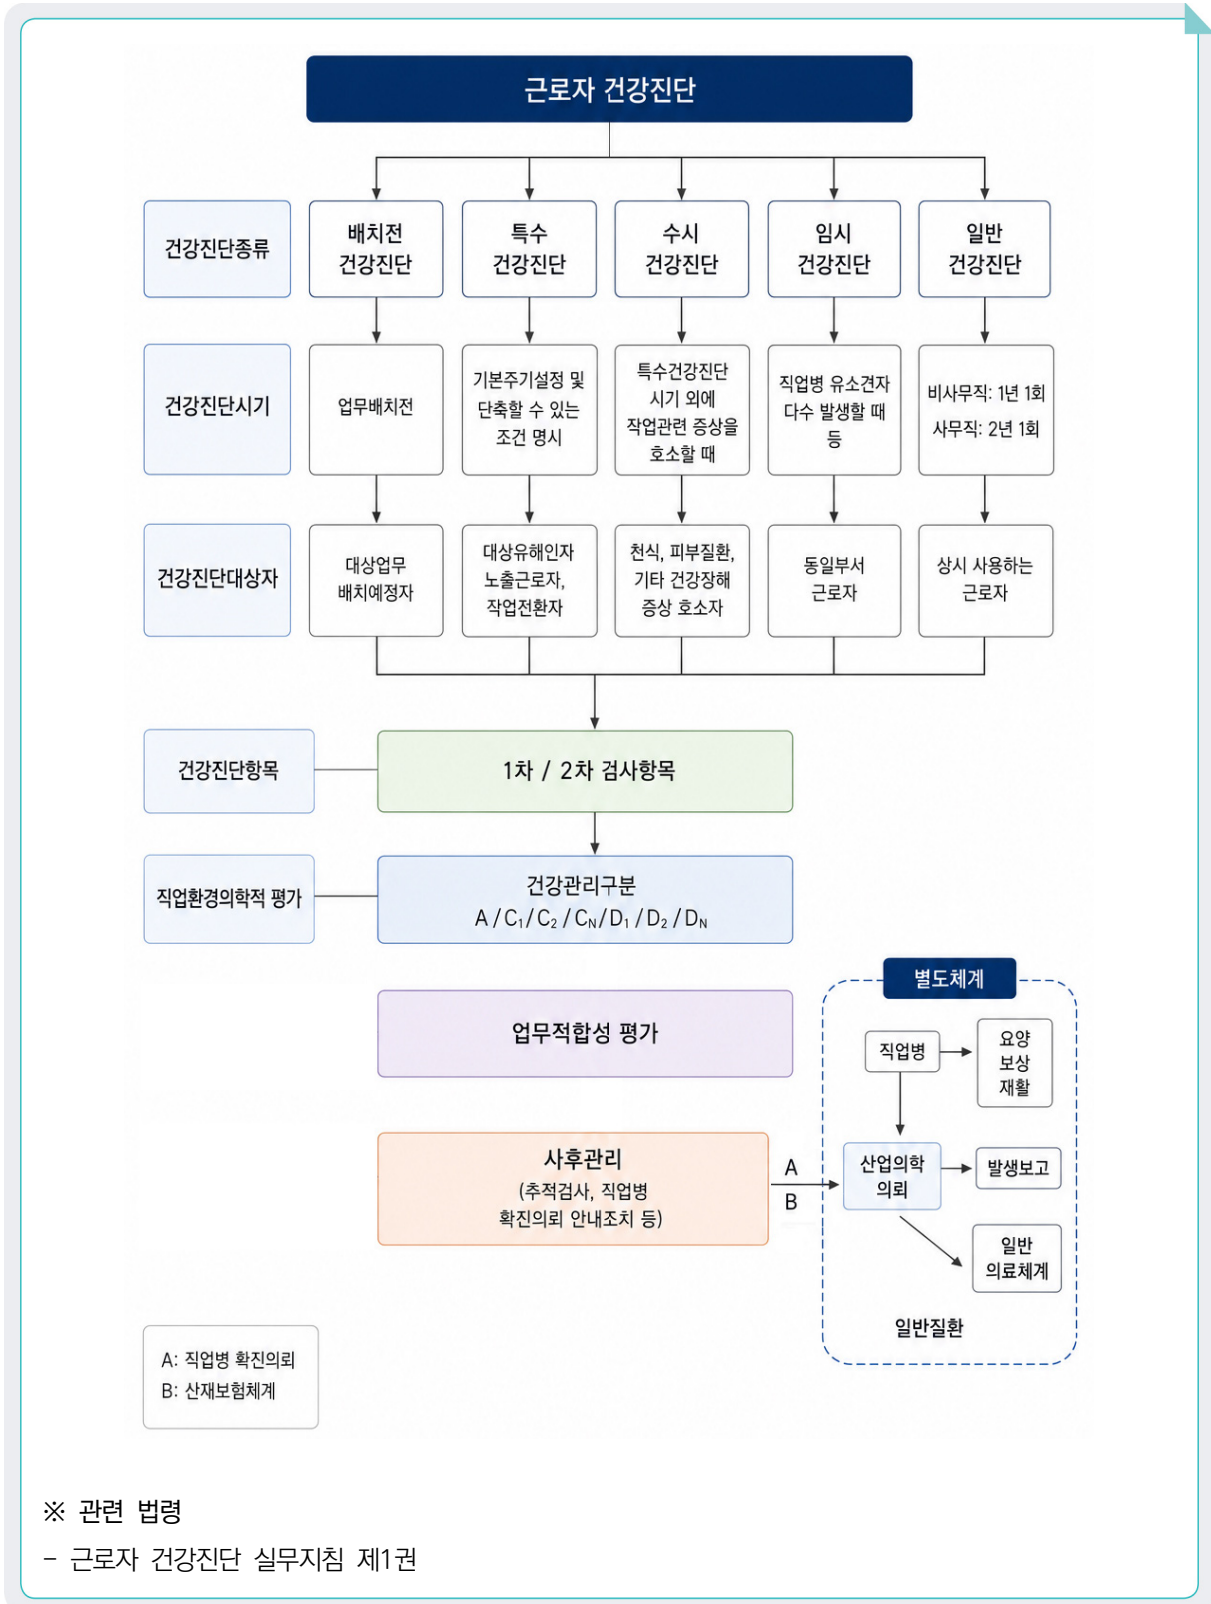 근로자 건강진단
건강진단종류
배치전
건강진단
특수
건강진단
수시
건강진단
임시
건강진단
일반
건강진단
건강진단시기
업무배치전
기본주기설정 및
단축할 수 있는
조건 명시
특수건강진단
시기 외에
작업관련 증상을
호소할 때
직업병 유소견자
다수 발생할 때
등
비사무직: 1년 1회
사무직: 2년 1회
건강진단대상자
대상업무
배치예정자
대상유해인자
노출근로자,
작업전환자
천식, 피부질환,
기타 건강장해
증상 호소자
동일부서
근로자
상시 사용하는
근로자
건강진단항목
1차 / 2차 검사항목
직업환경의학적 평가
건강관리구분
A / C₁ / C₂ / Cɴ / D₁ / D₂ / Dɴ
업무적합성 평가
사후관리
(추적검사, 직업병
확진의뢰 안내조치 등)
A
B
별도체계
직업병
요양
보상
재활
산업의학
의뢰
발생보고
일반
의료체계
일반질환
A: 직업병 확진의뢰
B: 산재보험체계
※ 관련 법령
- 근로자 건강진단 실무지침 제1권